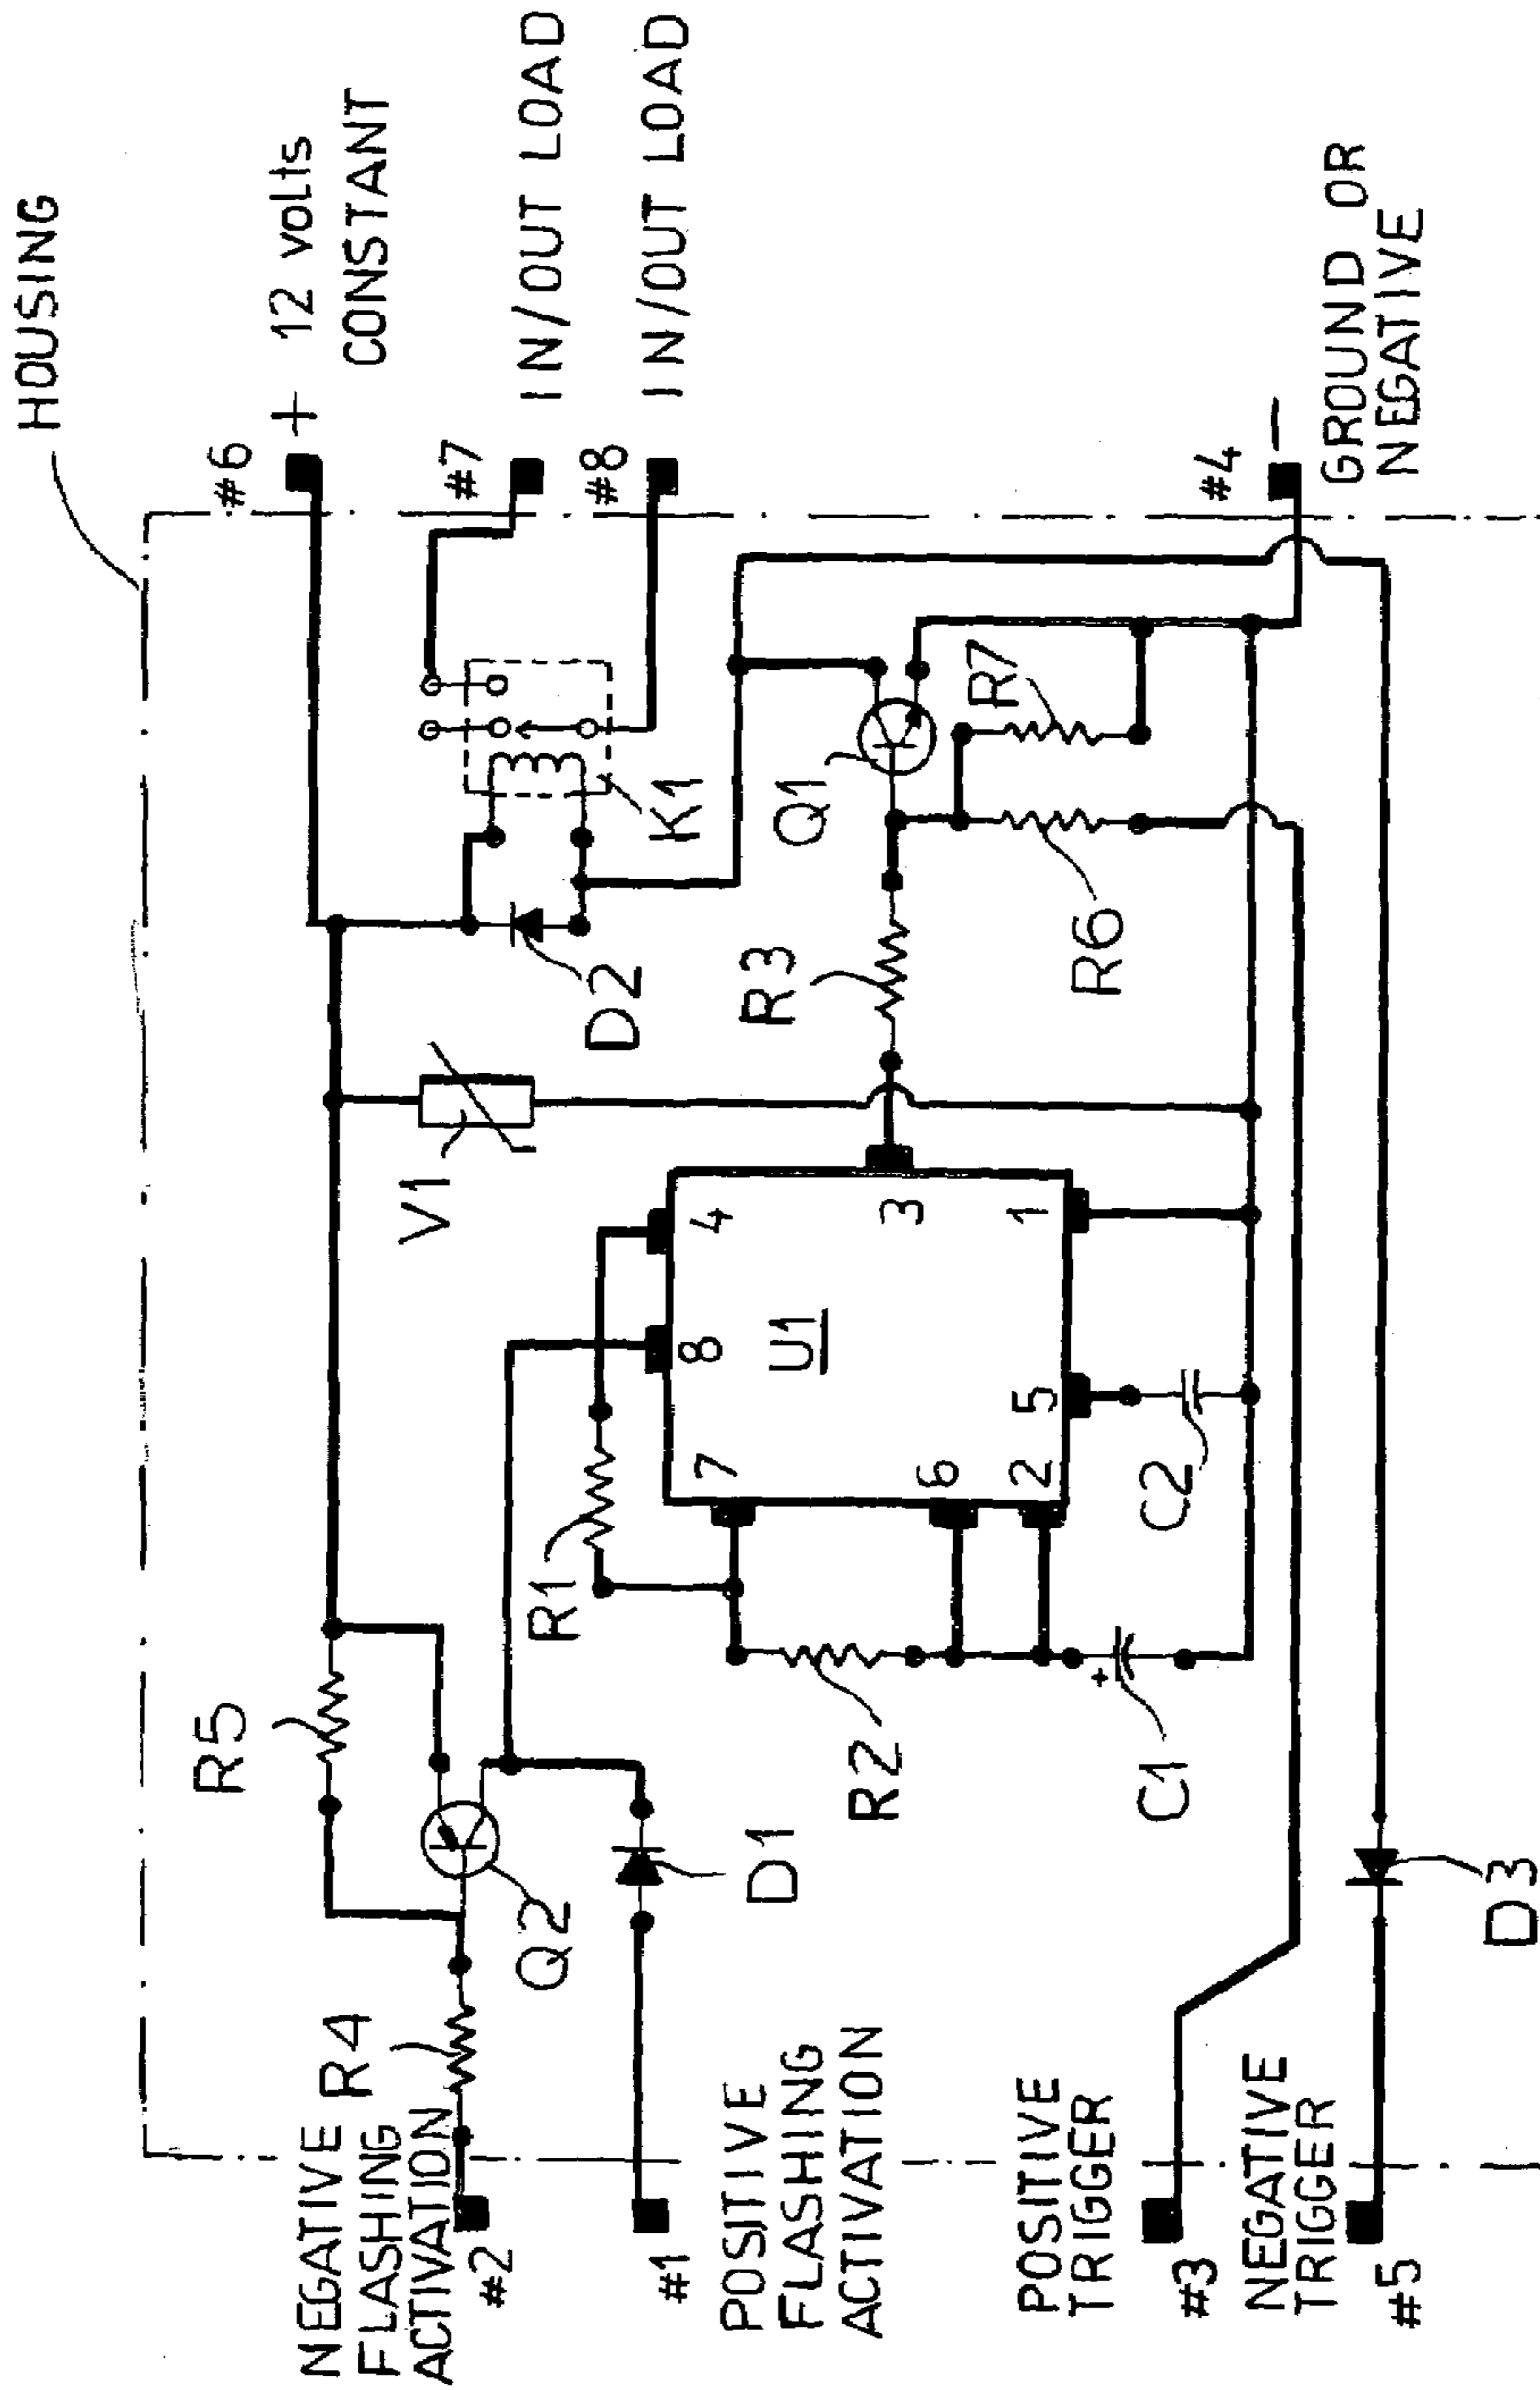 HOUSING
#6
+ 12 volts
CONSTANT
#7
IN/OUT LOAD
#8
IN/OUT LOAD
#4
−
GROUND OR
NEGATIVE
R5
V1
D2
K1
NEGATIVE
FLASHING
ACTIVATION
#2
R4
Q2
R1
4
8
7
U1
3
6
2
5
1
R3
Q1
R7
R6
#1
POSITIVE
FLASHING
ACTIVATION
D1
R2
+
C1
C2
POSITIVE
TRIGGER
#3
NEGATIVE
TRIGGER
#5
D3